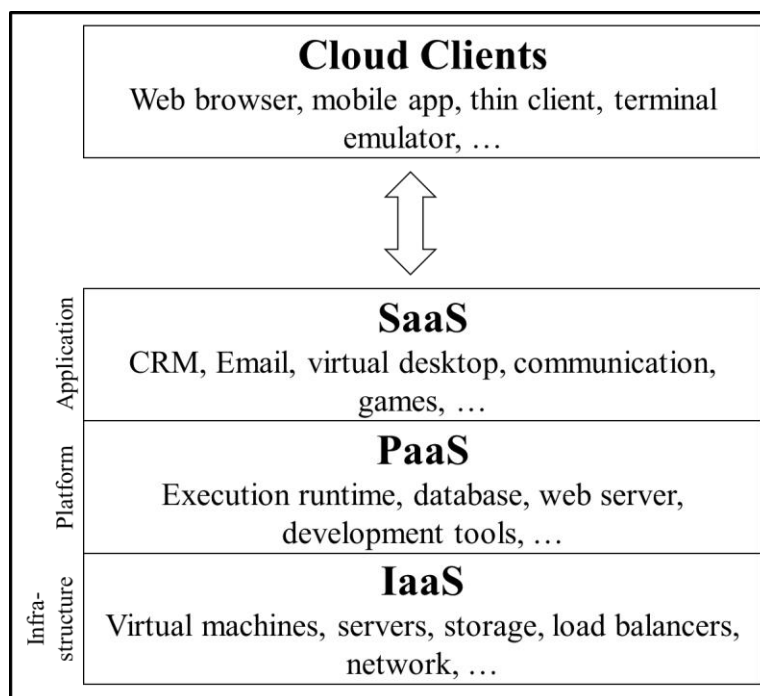 Cloud Clients
Web browser, mobile app, thin client, terminal
emulator, …
Application
SaaS
CRM, Email, virtual desktop, communication,
games, …
Platform
PaaS
Execution runtime, database, web server,
development tools, …
Infra-
structure
IaaS
Virtual machines, servers, storage, load balancers,
network, …